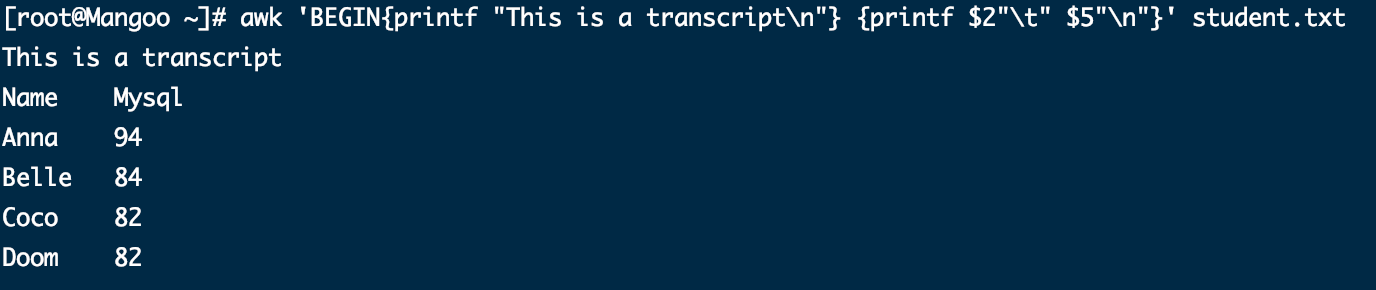 [root@Mangoo ~]# awk 'BEGIN{printf "This is a transcript\n"} {printf $2"\t" $5"\n"}' student.txt
This is a transcript
Name    Mysql
Anna    94
Belle   84
Coco    82
Doom    82